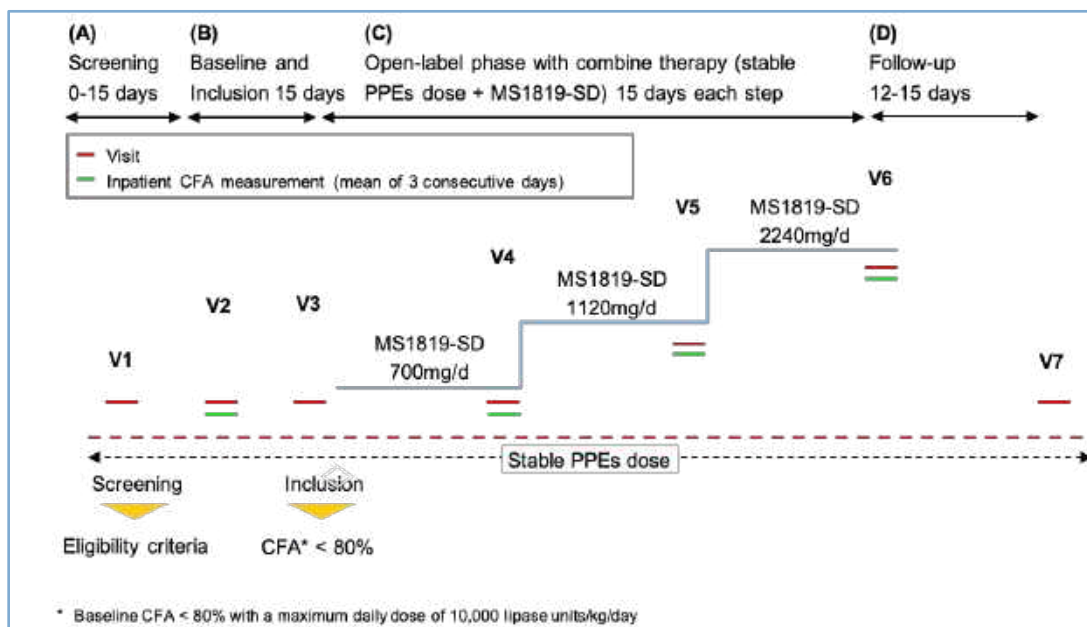 (A)
Screening
0-15 days
(B)
Baseline and
Inclusion 15 days
(C)
Open-label phase with combine therapy (stable
PPEs dose + MS1819-SD) 15 days each step
(D)
Follow-up
12-15 days
Visit
Inpatient CFA measurement (mean of 3 consecutive days)
V1
V2
V3
MS1819-SD
700mg/d
V4
MS1819-SD
1120mg/d
V5
MS1819-SD
2240mg/d
V6
V7
Stable PPEs dose
Screening
Inclusion
Eligibility criteria
CFA* < 80%
* Baseline CFA < 80% with a maximum daily dose of 10,000 lipase units/kg/day